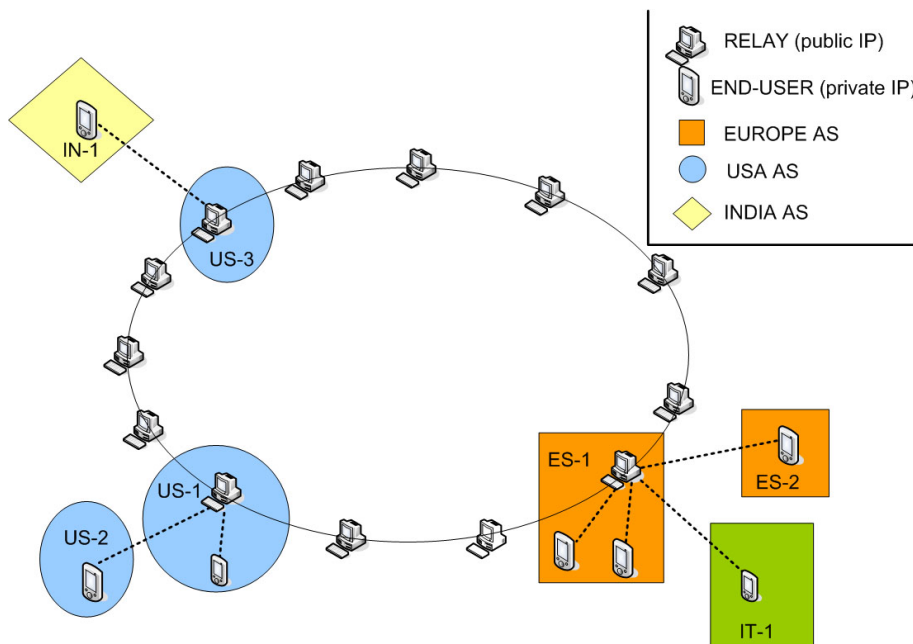 RELAY (public IP)
END-USER (private IP)
EUROPE AS
USA AS
INDIA AS
IN-1
US-3
US-1
US-2
ES-1
ES-2
IT-1